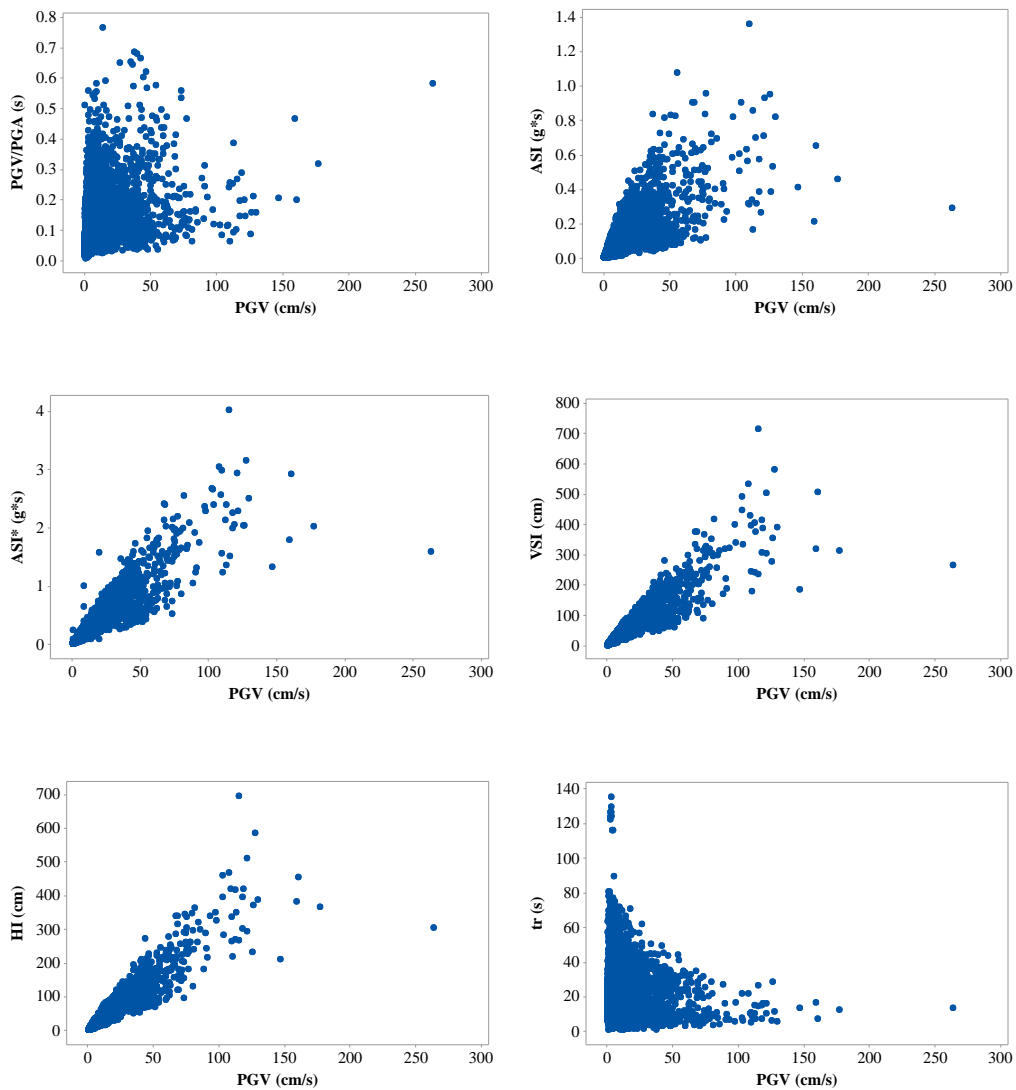 0.8
0.7
0.6
0.5
0.4
0.3
0.2
0.1
0.0
PGV/PGA (s)
0 50 100 150 200 250 300
PGV (cm/s)
1.4
1.2
1.0
0.8
0.6
0.4
0.2
0.0
ASI (g*s)
0 50 100 150 200 250 300
PGV (cm/s)
4
3
2
1
0
ASI* (g*s)
0 50 100 150 200 250 300
PGV (cm/s)
800
700
600
500
400
300
200
100
0
VSI (cm)
0 50 100 150 200 250 300
PGV (cm/s)
700
600
500
400
300
200
100
0
HI (cm)
0 50 100 150 200 250 300
PGV (cm/s)
140
120
100
80
60
40
20
0
tr (s)
0 50 100 150 200 250 300
PGV (cm/s)